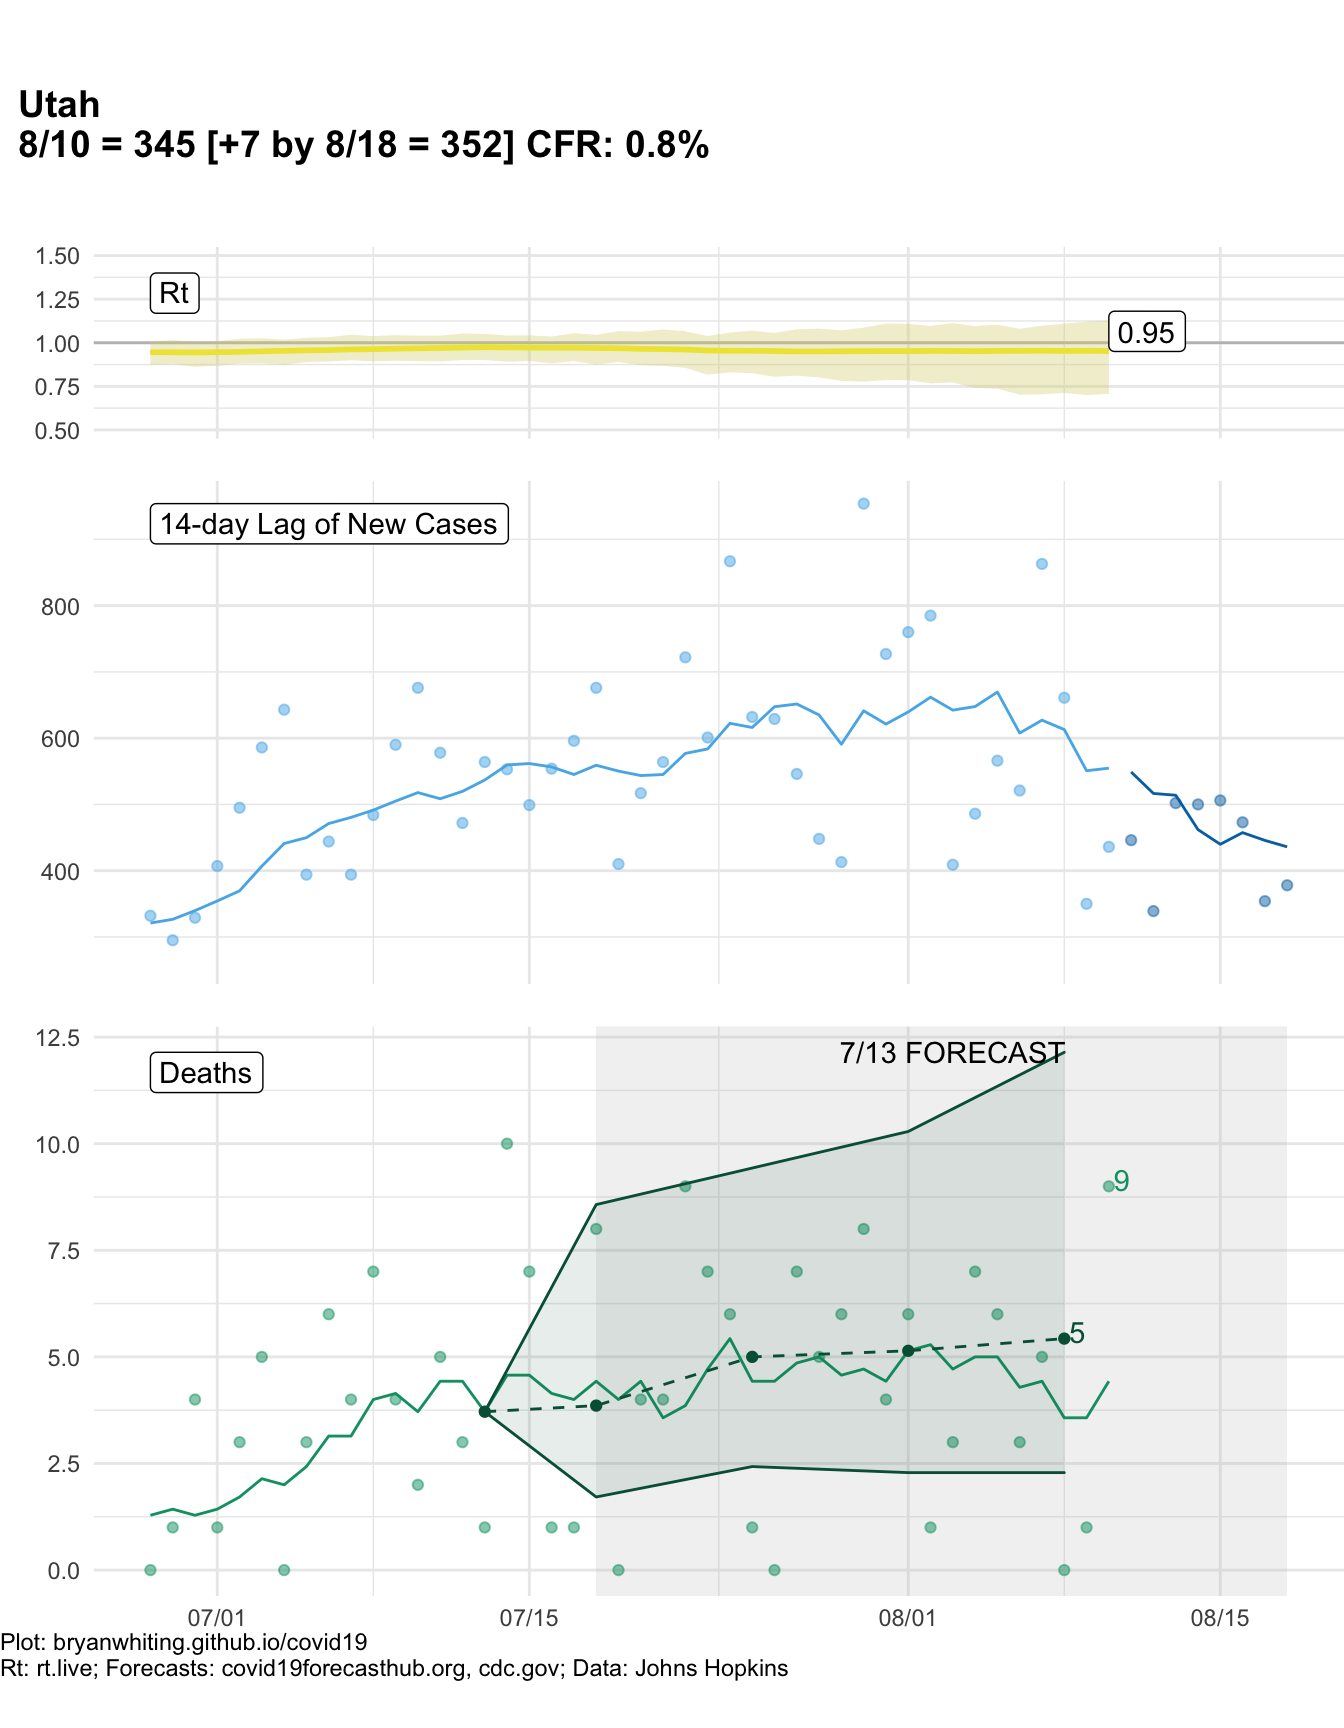 Utah
8/10 = 345 [+7 by 8/18 = 352] CFR: 0.8%
1.50
1.25
1.00
0.75
0.50
Rt
0.95
14-day Lag of New Cases
800
600
400
12.5
10.0
7.5
5.0
2.5
0.0
Deaths
7/13 FORECAST
9
5
07/01 07/15 08/01 08/15
Plot: bryanwhiting.github.io/covid19
Rt: rt.live; Forecasts: covid19forecasthub.org, cdc.gov; Data: Johns Hopkins